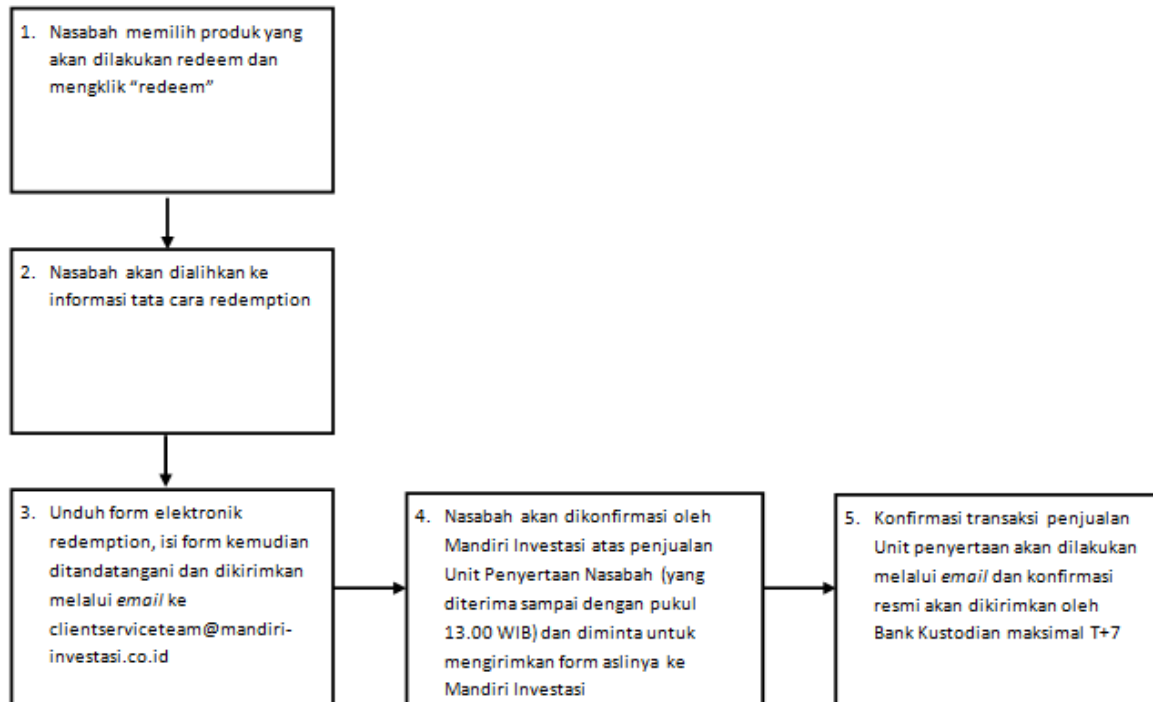 1. Nasabah memilih produk yang
akan dilakukan redeem dan
mengklik “redeem”
2. Nasabah akan dialihkan ke
informasi tata cara redemption
3. Unduh form elektronik
redemption, isi form kemudian
ditandatangani dan dikirimkan
melalui email ke
clientserviceteam@mandiri-
investasi.co.id
4. Nasabah akan dikonfirmasi oleh
Mandiri Investasi atas penjualan
Unit Penyertaan Nasabah (yang
diterima sampai dengan pukul
13.00 WIB) dan diminta untuk
mengirimkan form aslinya ke
Mandiri Investasi
5. Konfirmasi transaksi penjualan
Unit penyertaan akan dilakukan
melalui email dan konfirmasi
resmi akan dikirimkan oleh
Bank Kustodian maksimal T+7